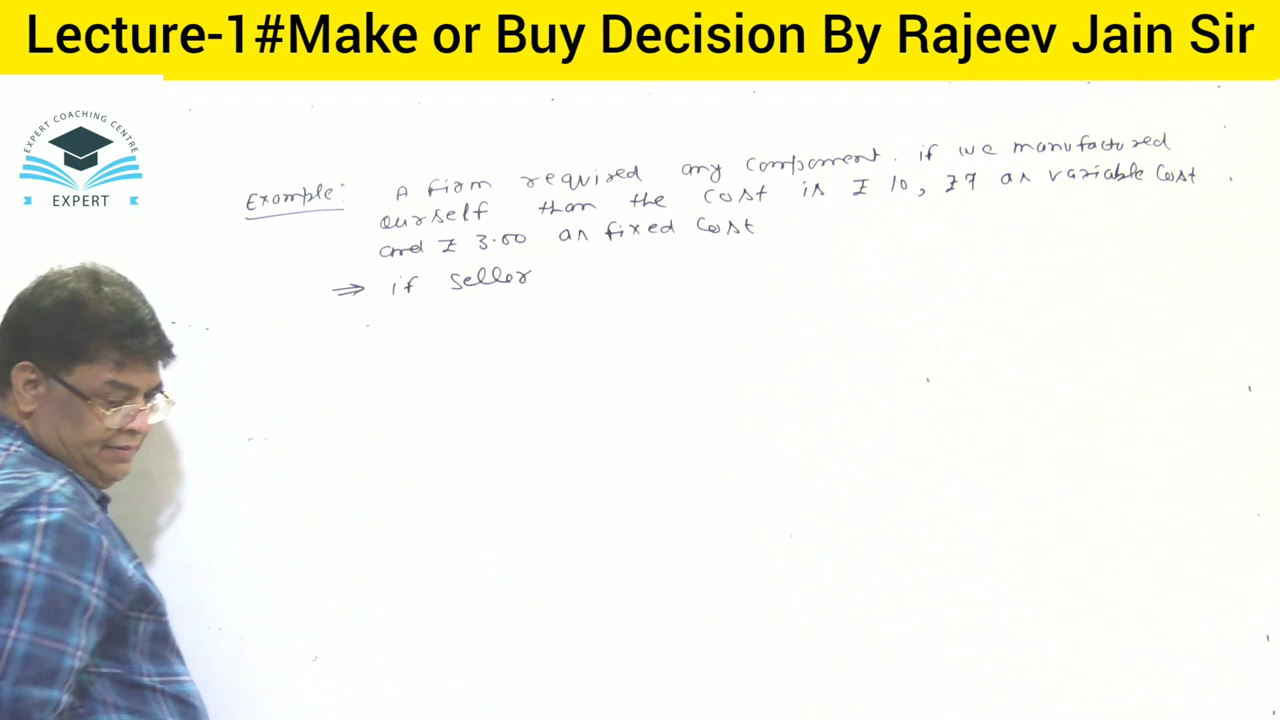 Lecture-1#Make or Buy Decision By Rajeev Jain Sir
EXPERT COACHING CENTRE
EXPERT
Example: A firm required any component. if we manufactured
ourself than the cost is ₹ 10, ₹7 as variable cost
and ₹ 3.00 as fixed cost
⇒ if seller